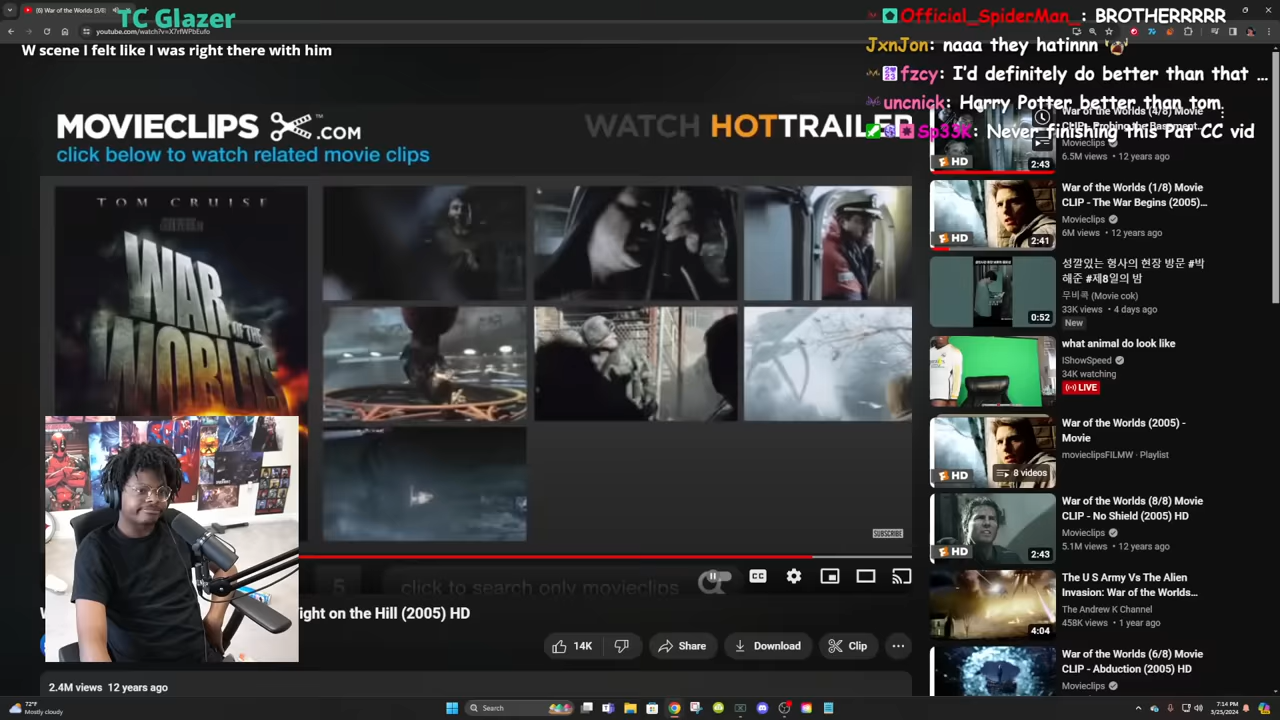 (6) War of the Worlds (3/8)
TC Glazer
youtube.com/watch?v=X7rfWPbEufo
W scene I felt like I was right there with him
Official_SpiderMan_: BROTHERRRRR
JxnJon: naaa they hatinnn
fzcy: I'd definitely do better than that ...
uncnick: Harry Potter better than tom
Sp33K: Never finishing this Pat CC vid
MOVIECLIPS .COM
click below to watch related movie clips
WATCH HOTTRAILER
TOM CRUISE
WAR OF THE WORLDS
SUBSCRIBE
click to search only movieclips
CC
ight on the Hill (2005) HD
14K
Share
Download
Clip
2.4M views 12 years ago
War of the Worlds (4/8) Movie
Movieclips
6.5M views • 12 years ago
HD
2:43
War of the Worlds (1/8) Movie
CLIP - The War Begins (2005)...
Movieclips
6M views • 12 years ago
HD
2:41
성깔있는 형사의 현장 방문 #박
해준 #제8일의 밤
무비콕 (Movie cok)
33K views • 4 days ago
New
0:52
what animal do look like
IShowSpeed
34K watching
LIVE
War of the Worlds (2005) -
Movie
movieclipsFILMW · Playlist
HD
8 videos
War of the Worlds (8/8) Movie
CLIP - No Shield (2005) HD
Movieclips
5.1M views • 12 years ago
HD
2:43
The U S Army Vs The Alien
Invasion: War of the Worlds...
The Andrew K Channel
458K views • 1 year ago
4:04
War of the Worlds (6/8) Movie
CLIP - Abduction (2005) HD
Movieclips
72°F
Mostly cloudy
Search
7:14 PM
3/25/2024